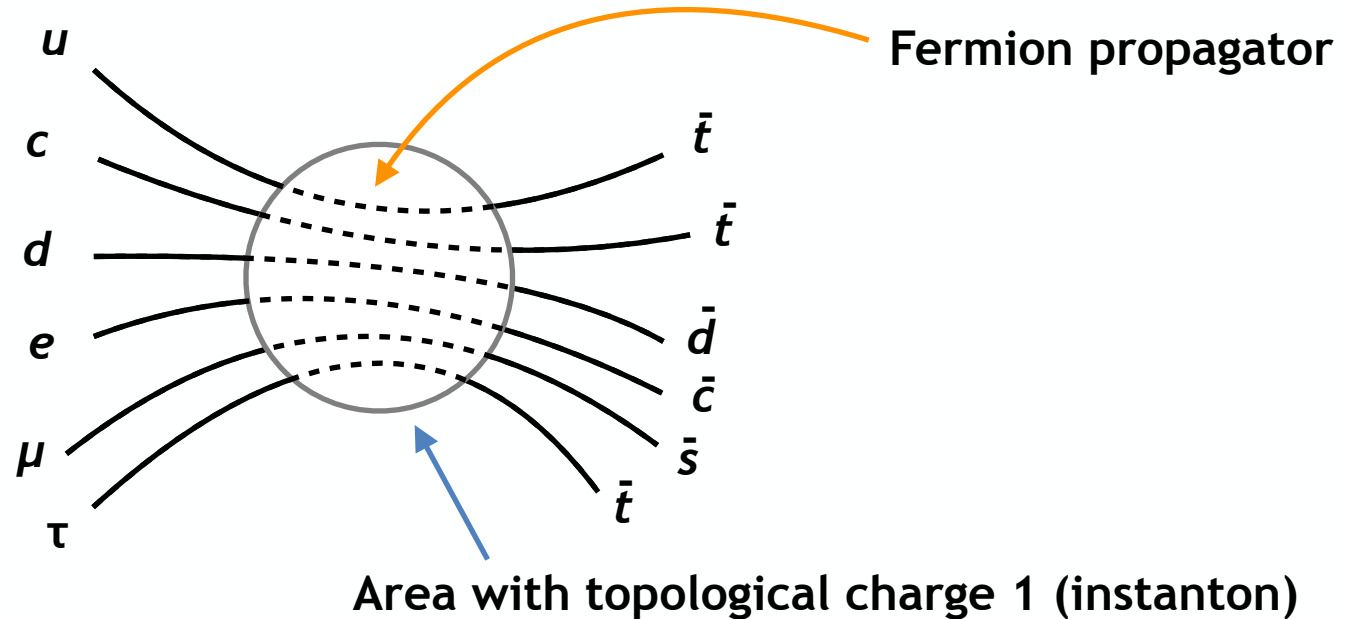 u
Fermion propagator
c
t̄
t̄
d
e
d̄
c̄
μ
s̄
t̄
τ
Area with topological charge 1 (instanton)